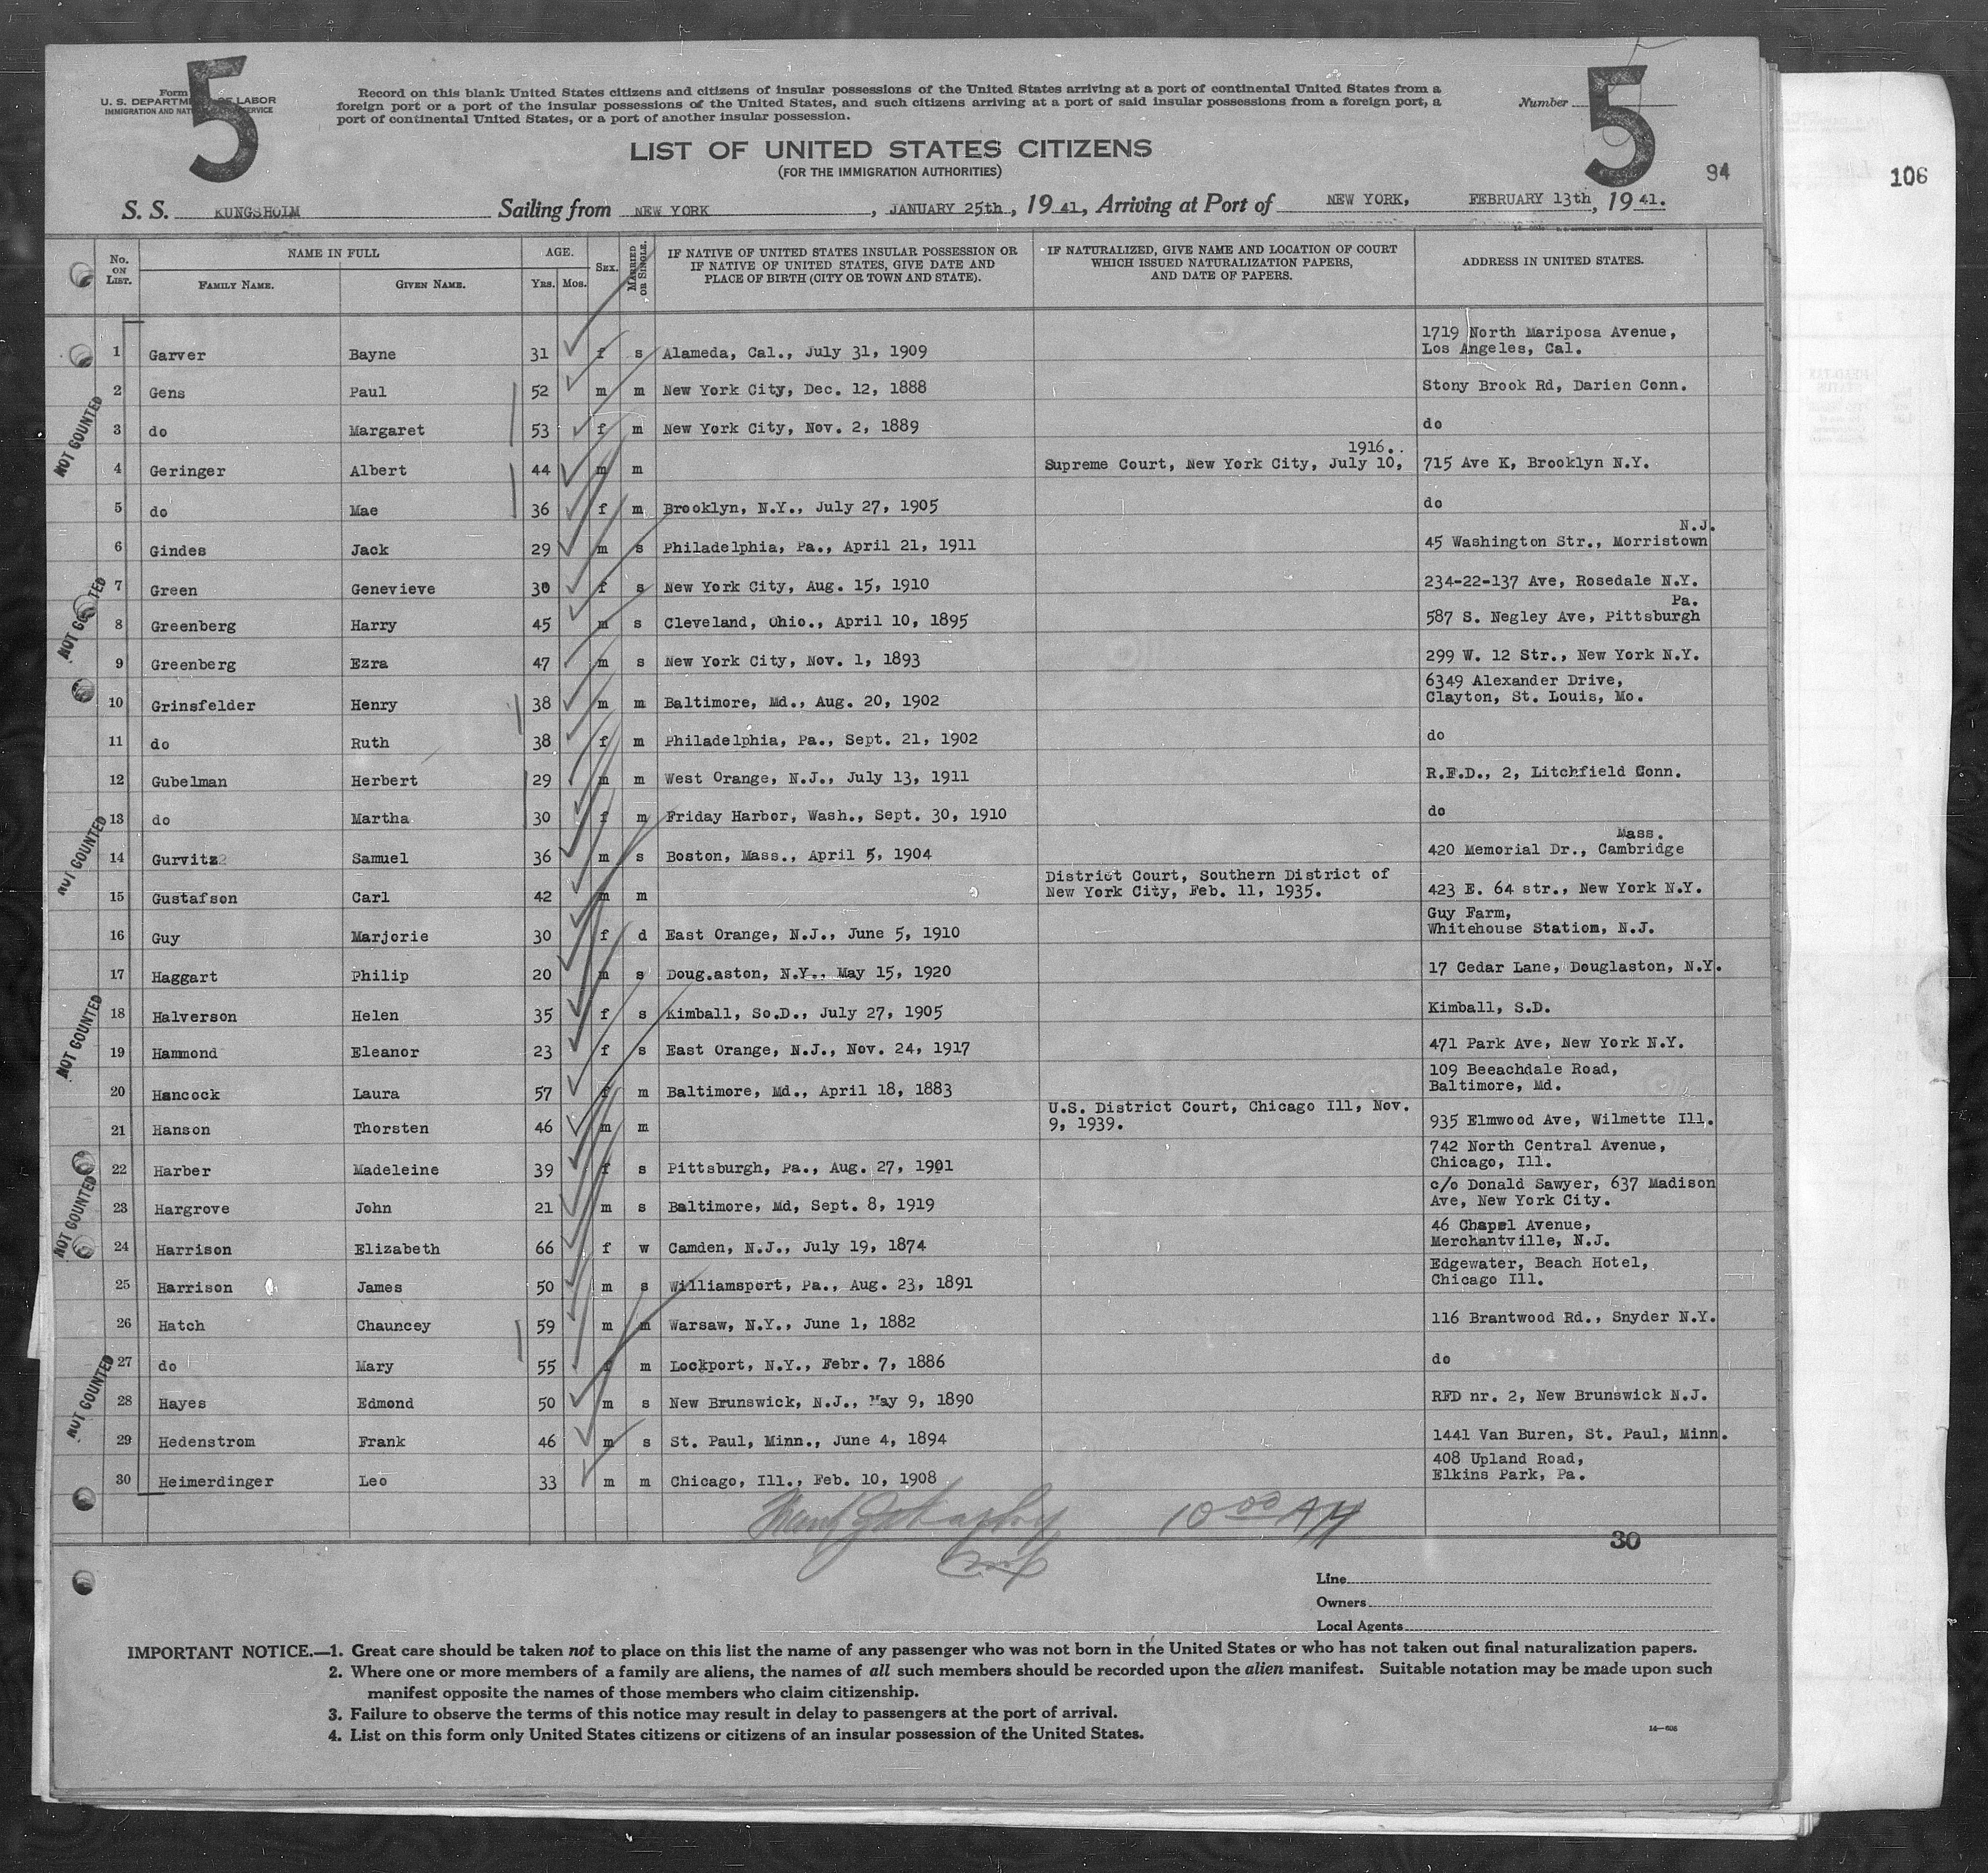 5
Form
U. S. DEPARTMENT OF LABOR
IMMIGRATION AND NATURALIZATION SERVICE
Record on this blank United States citizens and citizens of insular possessions of the United States arriving at a port of continental United States from a
foreign port or a port of the insular possessions of the United States, and such citizens arriving at a port of said insular possessions from a foreign port, a
port of continental United States, or a port of another insular possession.
Number
5
LIST OF UNITED STATES CITIZENS
(FOR THE IMMIGRATION AUTHORITIES)
94
106
S. S. KUNGSHOLM Sailing from NEW YORK, JANUARY 25th, 19 41, Arriving at Port of NEW YORK, FEBRUARY 13th, 19 41.
No. ON LIST. NAME IN FULL FAMILY NAME. GIVEN NAME. AGE. YRS. MOS. SEX. MARRIED OR SINGLE. IF NATIVE OF UNITED STATES INSULAR POSSESSION OR IF NATIVE OF UNITED STATES, GIVE DATE AND PLACE OF BIRTH (CITY OR TOWN AND STATE). IF NATURALIZED, GIVE NAME AND LOCATION OF COURT WHICH ISSUED NATURALIZATION PAPERS, AND DATE OF PAPERS. ADDRESS IN UNITED STATES.
1 Garver Bayne 31 f s Alameda, Cal., July 31, 1909 1719 North Mariposa Avenue, Los Angeles, Cal.
2 Gens Paul 52 m m New York City, Dec. 12, 1888 Stony Brook Rd, Darien Conn.
NOT COUNTED
3 do Margaret 53 f m New York City, Nov. 2, 1889 do
4 Geringer Albert 44 m m Supreme Court, New York City, July 10, 1916. 715 Ave K, Brooklyn N.Y.
5 do Mae 36 f m Brooklyn, N.Y., July 27, 1905 do
6 Gindes Jack 29 m s Philadelphia, Pa., April 21, 1911 45 Washington Str., Morristown N.J.
7 Green Genevieve 30 f s New York City, Aug. 15, 1910 234-22-137 Ave, Rosedale N.Y.
NOT COUNTED
8 Greenberg Harry 45 m s Cleveland, Ohio., April 10, 1895 587 S. Negley Ave, Pittsburgh Pa.
9 Greenberg Ezra 47 m s New York City, Nov. 1, 1893 299 W. 12 Str., New York N.Y.
10 Grinsfelder Henry 38 m m Baltimore, Md., Aug. 20, 1902 6349 Alexander Drive, Clayton, St. Louis, Mo.
11 do Ruth 38 f m Philadelphia, Pa., Sept. 21, 1902 do
12 Gubelman Herbert 29 m m West Orange, N.J., July 13, 1911 R.F.D., 2, Litchfield Conn.
13 do Martha 30 f m Friday Harbor, Wash., Sept. 30, 1910 do
NOT COUNTED
14 Gurvitz Samuel 36 m s Boston, Mass., April 5, 1904 420 Memorial Dr., Cambridge Mass.
15 Gustafson Carl 42 m m District Court, Southern District of New York City, Feb. 11, 1935. 423 E. 64 str., New York N.Y.
16 Guy Marjorie 30 f d East Orange, N.J., June 5, 1910 Guy Farm, Whitehouse Station, N.J.
17 Haggart Philip 20 m s Doug.aston, N.Y., May 15, 1920 17 Cedar Lane, Douglaston, N.Y.
18 Halverson Helen 35 f s Kimball, So.D., July 27, 1905 Kimball, S.D.
NOT COUNTED
19 Hammond Eleanor 23 f s East Orange, N.J., Nov. 24, 1917 471 Park Ave, New York N.Y.
20 Hancock Laura 57 f m Baltimore, Md., April 18, 1883 109 Beeachdale Road, Baltimore, Md.
21 Hanson Thorsten 46 m m U.S. District Court, Chicago Ill, Nov. 9, 1939. 935 Elmwood Ave, Wilmette Ill.
22 Harber Madeleine 39 f s Pittsburgh, Pa., Aug. 27, 1901 742 North Central Avenue, Chicago, Ill.
23 Hargrove John 21 m s Baltimore, Md, Sept. 8, 1919 c/o Donald Sawyer, 637 Madison Ave, New York City.
NOT COUNTED
24 Harrison Elizabeth 66 f w Camden, N.J., July 19, 1874 46 Chapel Avenue, Merchantville, N.J.
25 Harrison James 50 m s Williamsport, Pa., Aug. 23, 1891 Edgewater, Beach Hotel, Chicago Ill.
26 Hatch Chauncey 59 m m Warsaw, N.Y., June 1, 1882 116 Brantwood Rd., Snyder N.Y.
27 do Mary 55 f m Lockport, N.Y., Febr. 7, 1886 do
NOT COUNTED
28 Hayes Edmond 50 m s New Brunswick, N.J., May 9, 1890 RFD nr. 2, New Brunswick N.J.
29 Hedenstrom Frank 46 m s St. Paul, Minn., June 4, 1894 1441 Van Buren, St. Paul, Minn.
30 Heimerdinger Leo 33 m m Chicago, Ill., Feb. 10, 1908 408 Upland Road, Elkins Park, Pa.
10 00 AM
30
Line
Owners
Local Agents
IMPORTANT NOTICE.—1. Great care should be taken not to place on this list the name of any passenger who was not born in the United States or who has not taken out final naturalization papers.
2. Where one or more members of a family are aliens, the names of all such members should be recorded upon the alien manifest. Suitable notation may be made upon such
manifest opposite the names of those members who claim citizenship.
3. Failure to observe the terms of this notice may result in delay to passengers at the port of arrival.
4. List on this form only United States citizens or citizens of an insular possession of the United States.
14—608